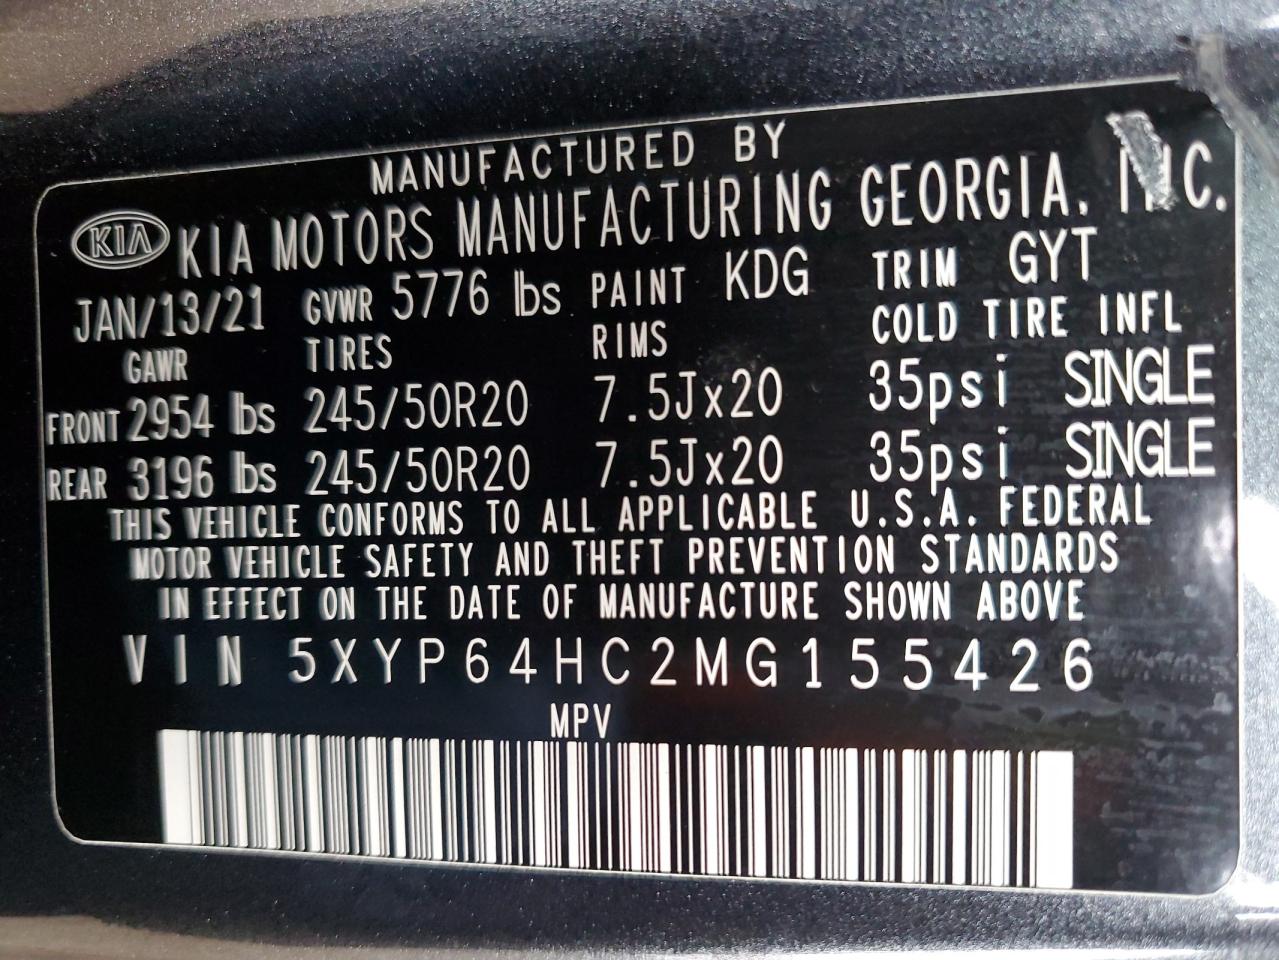 MANUFACTURED BY
KIA KIA MOTORS MANUFACTURING GEORGIA, INC.
JAN/13/21 GVWR 5776 lbs PAINT KDG TRIM GYT
GAWR TIRES RIMS COLD TIRE INFL
FRONT 2954 lbs 245/50R20 7.5Jx20 35psi SINGLE
REAR 3196 lbs 245/50R20 7.5Jx20 35psi SINGLE
THIS VEHICLE CONFORMS TO ALL APPLICABLE U.S.A. FEDERAL
MOTOR VEHICLE SAFETY AND THEFT PREVENTION STANDARDS
IN EFFECT ON THE DATE OF MANUFACTURE SHOWN ABOVE
VIN 5XYP64HC2MG155426
MPV